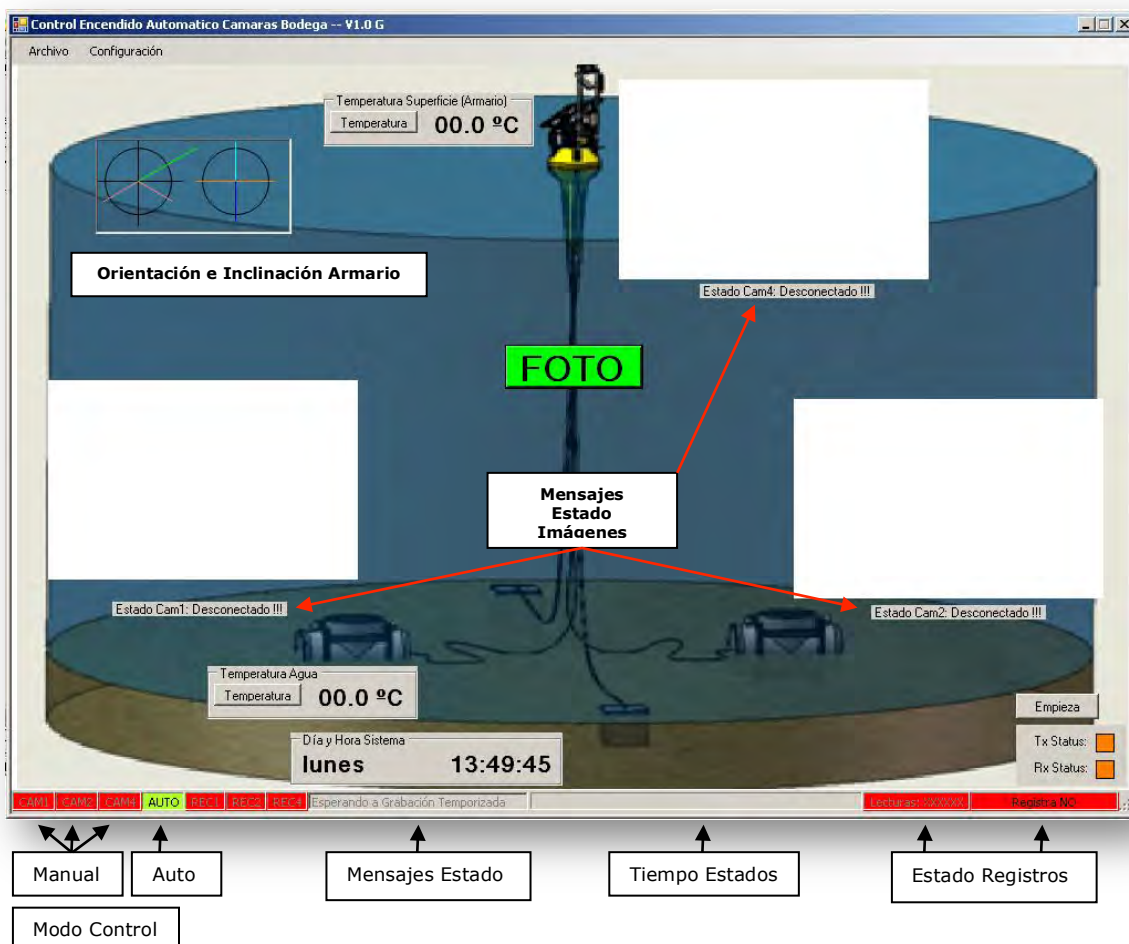 Control Encendido Automatico Camaras Bodega -- V1.0 G
Archivo Configuración
Temperatura Superficie (Armario)
Temperatura 00.0 ºC
Orientación e Inclinación Armario
Estado Cam4: Desconectado !!!
FOTO
Mensajes
Estado
Imágenes
Estado Cam1: Desconectado !!!
Estado Cam2: Desconectado !!!
Temperatura Agua
Temperatura 00.0 ºC
Empieza
Día y Hora Sistema
lunes 13:49:45
Tx Status:
Rx Status:
CAM1 CAM2 CAM4 AUTO REC1 REC2 REC4 Esperando a Grabación Temporizada Lecturas: XXXXXX Registra NO
Manual Auto Mensajes Estado Tiempo Estados Estado Registros
Modo Control